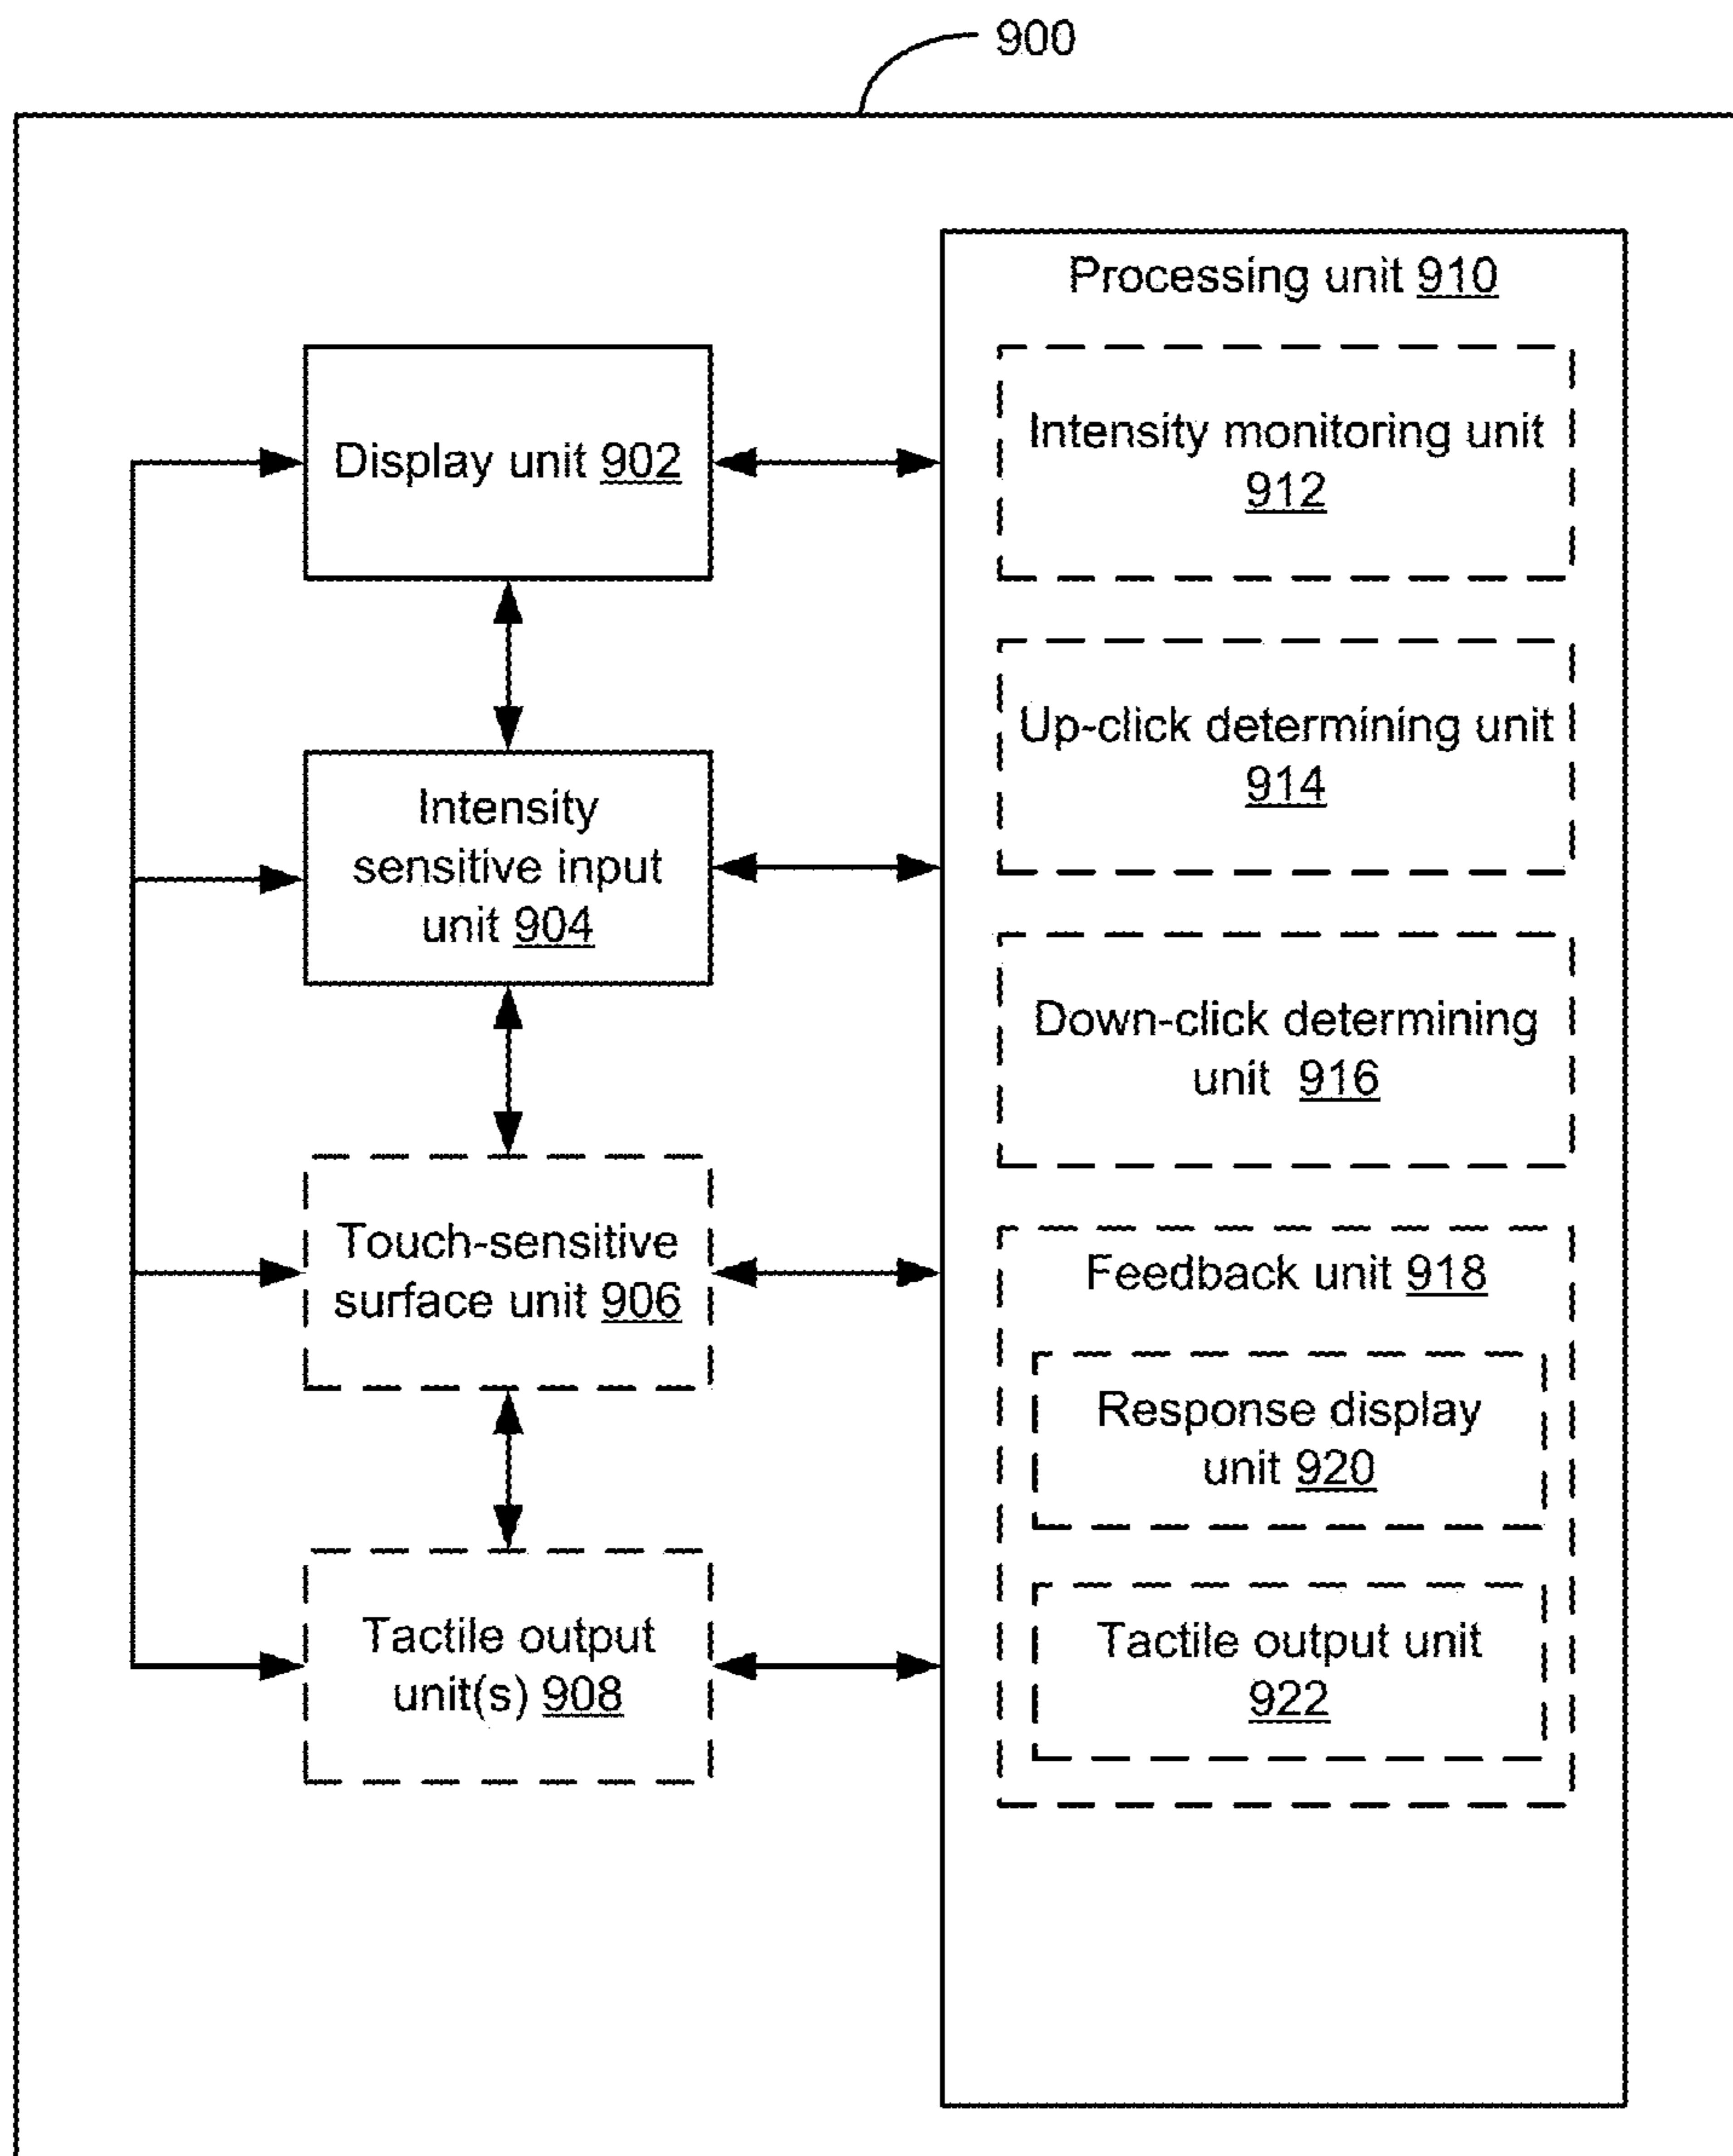 900
Processing unit 910
Display unit 902
Intensity monitoring unit
912
Intensity
sensitive input
unit 904
Up-click determining unit
914
Down-click determining
unit 916
Touch-sensitive
surface unit 906
Feedback unit 918
Response display
unit 920
Tactile output
unit(s) 908
Tactile output unit
922